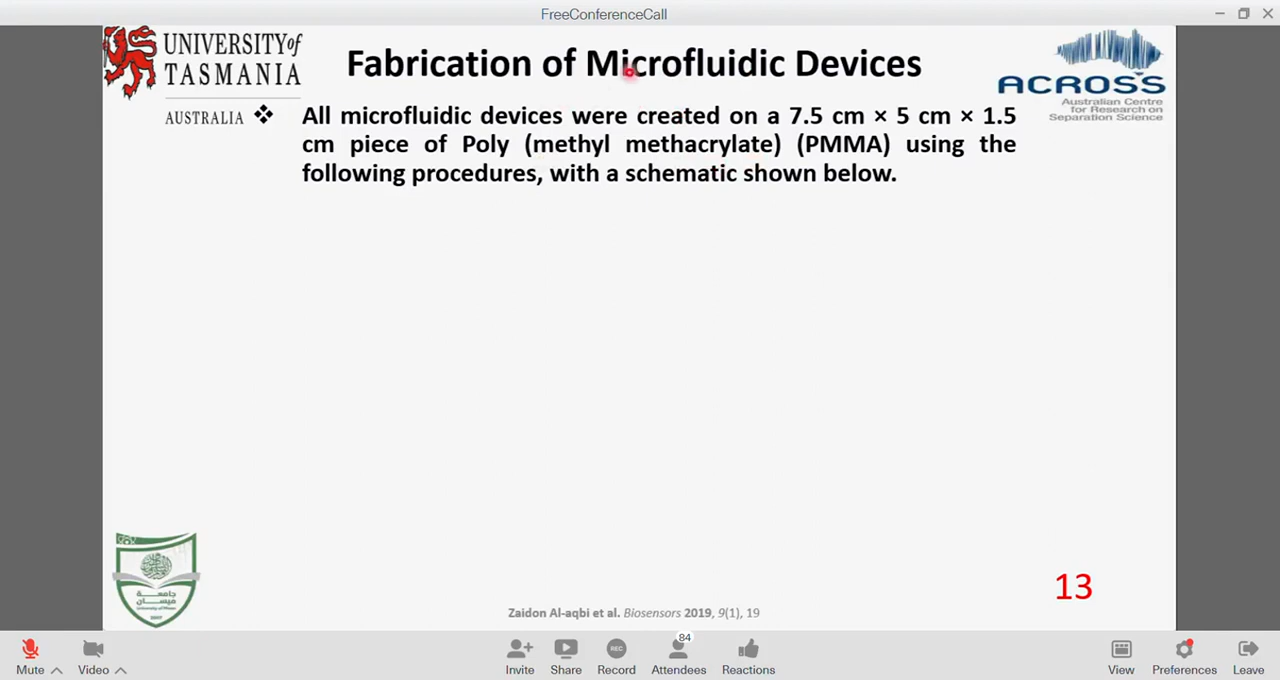 FreeConferenceCall
UNIVERSITY of
TASMANIA
AUSTRALIA
Fabrication of Microfluidic Devices
ACROSS
Australian Centre
for Research on
Separation Science
❖ All microfluidic devices were created on a 7.5 cm × 5 cm × 1.5
cm piece of Poly (methyl methacrylate) (PMMA) using the
following procedures, with a schematic shown below.
جامعة
ميسان
13
Zaidon Al-aqbi et al. Biosensors 2019, 9(1), 19
84
Mute Video Invite Share Record Attendees Reactions View Preferences Leave
REC